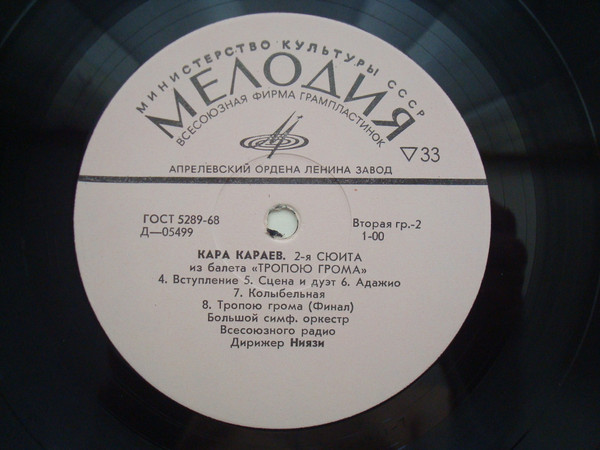 МИНИСТЕРСТВО КУЛЬТУРЫ СССР
МЕЛОДИЯ
ВСЕСОЮЗНАЯ ФИРМА ГРАМПЛАСТИНОК
▽33
АПРЕЛЕВСКИЙ ОРДЕНА ЛЕНИНА ЗАВОД
ГОСТ 5289-68
Д—05499
Вторая гр.-2
1-00
КАРА КАРАЕВ. 2-я СЮИТА
из балета «ТРОПОЮ ГРОМА»
4. Вступление 5. Сцена и дуэт 6. Адажио
7. Колыбельная
8. Тропою грома (Финал)
Большой симф. оркестр
Всесоюзного радио
Дирижер Ниязи